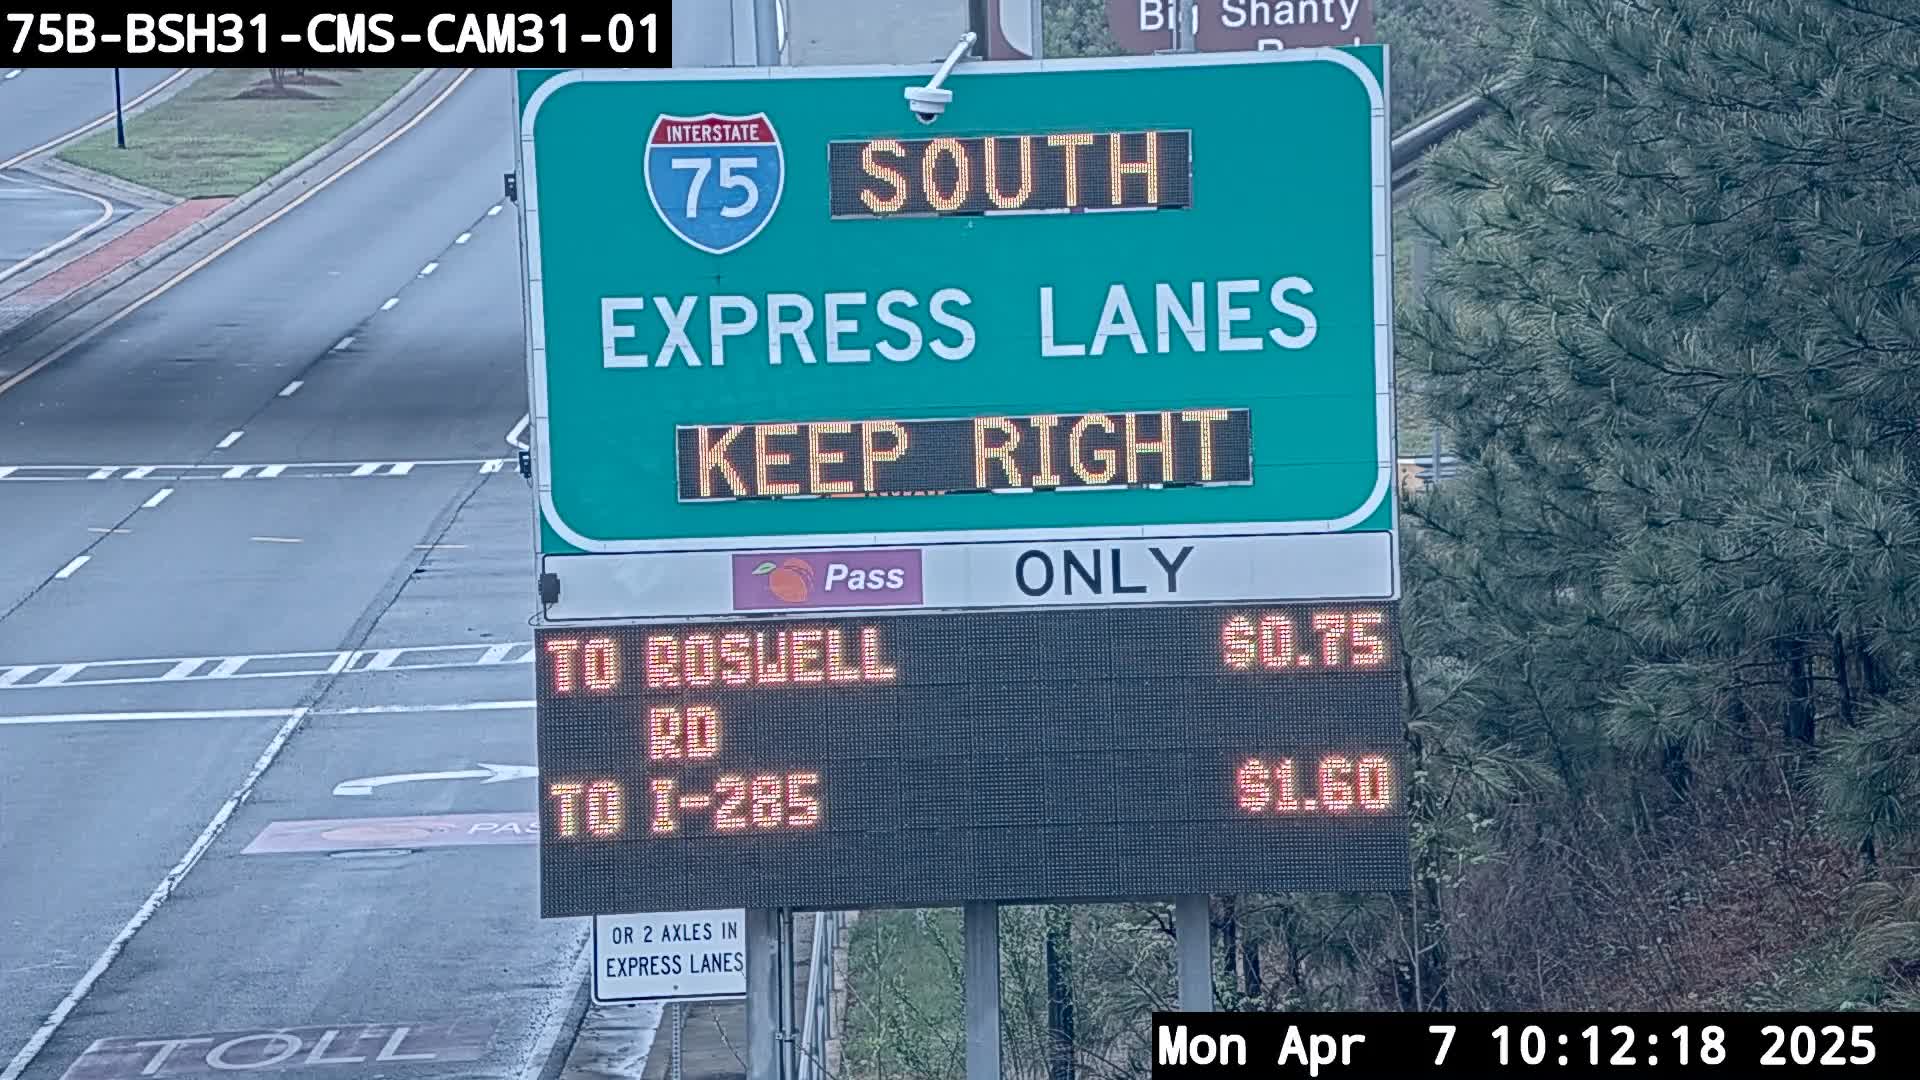 75B-BSH31-CMS-CAM31-01
Big Shanty
INTERSTATE
75
SOUTH
EXPRESS LANES
KEEP RIGHT
Pass ONLY
TO ROSWELL $0.75
RD
TO I-285 $1.60
PAS
OR 2 AXLES IN
EXPRESS LANES
TOLL
Mon Apr 7 10:12:18 2025